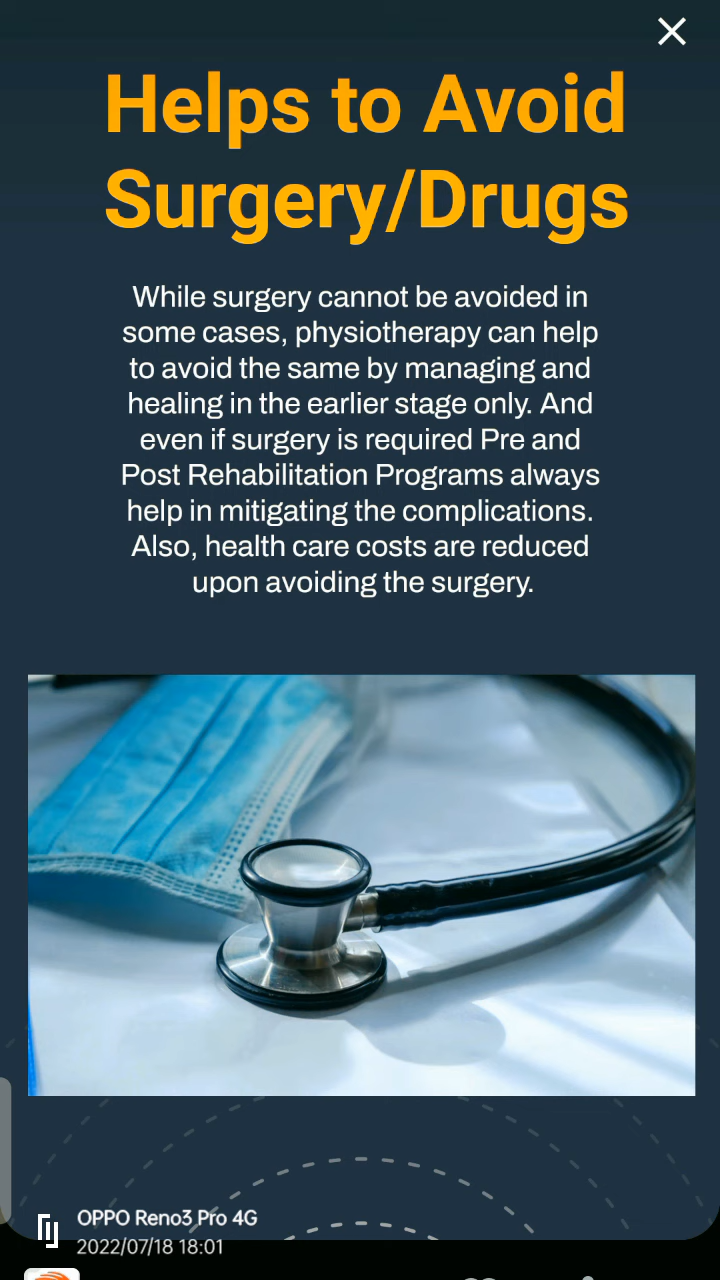 Helps to Avoid
Surgery/Drugs
While surgery cannot be avoided in
some cases, physiotherapy can help
to avoid the same by managing and
healing in the earlier stage only. And
even if surgery is required Pre and
Post Rehabilitation Programs always
help in mitigating the complications.
Also, health care costs are reduced
upon avoiding the surgery.
OPPO Reno3 Pro 4G
2022/07/18 18:01